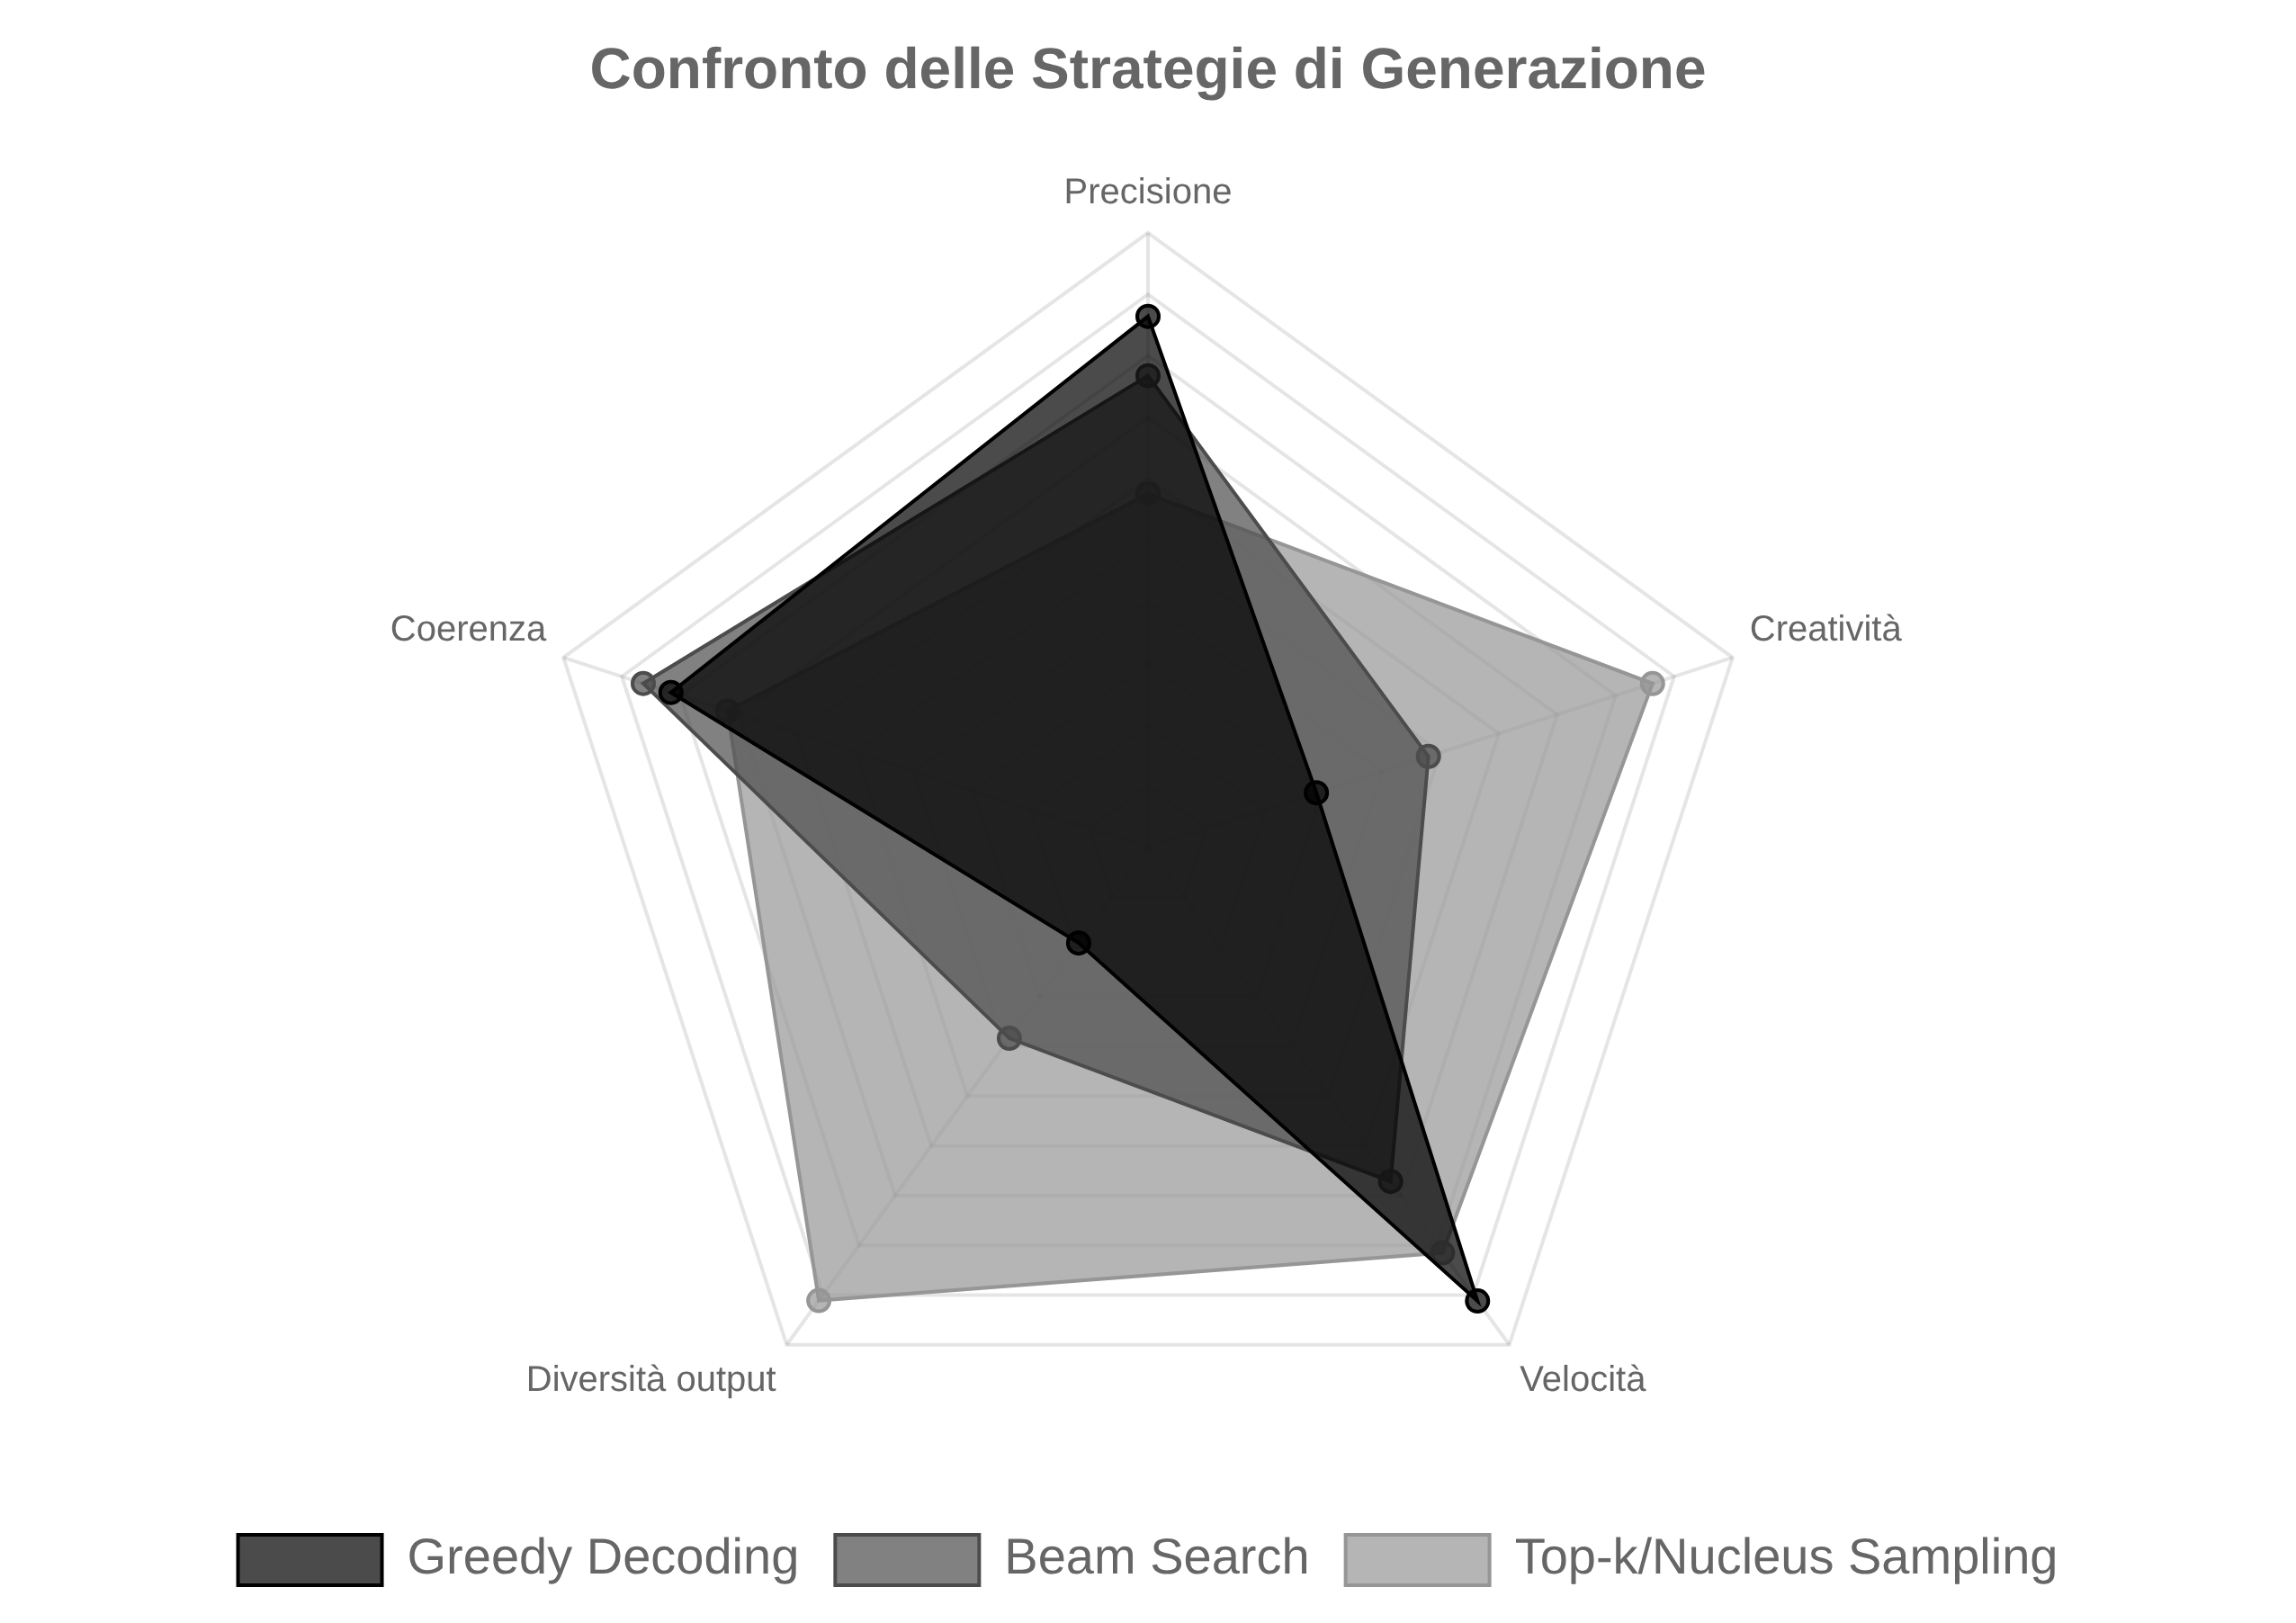 Confronto delle Strategie di Generazione
Precisione
Creatività
Coerenza
Diversità output
Velocità
Greedy Decoding
Beam Search
Top-k/Nucleus Sampling